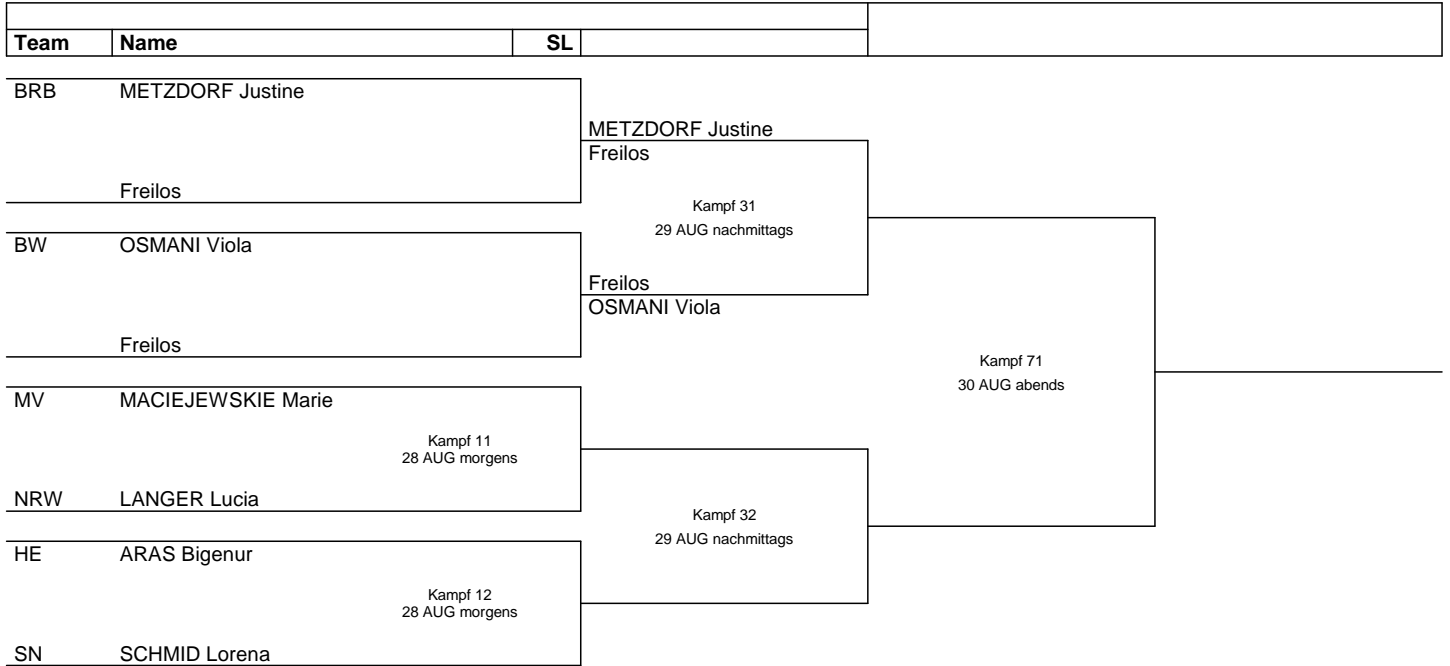 Team Name SL
BRB METZDORF Justine
METZDORF Justine
Freilos
Freilos
Kampf 31
29 AUG nachmittags
BW OSMANI Viola
Freilos
OSMANI Viola
Freilos
Kampf 71
30 AUG abends
MV MACIEJEWSKIE Marie
Kampf 11
28 AUG morgens
NRW LANGER Lucia
Kampf 32
29 AUG nachmittags
HE ARAS Bigenur
Kampf 12
28 AUG morgens
SN SCHMID Lorena